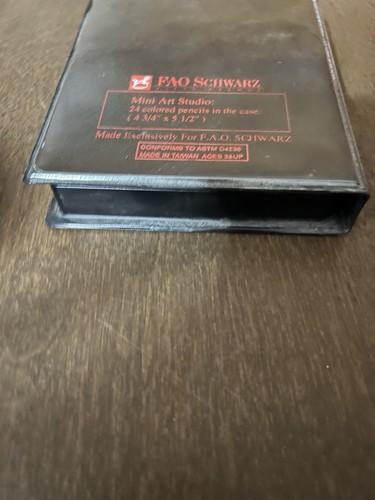 FAO SCHWARZ
Mini Art Studio:
24 colored pencils in the case.
( 4 3/4" x 5 1/2" )
Made Exclusively For F.A.O. SCHWARZ
CONFORMS TO ASTM D4236
MADE IN TAIWAN AGES 3&UP